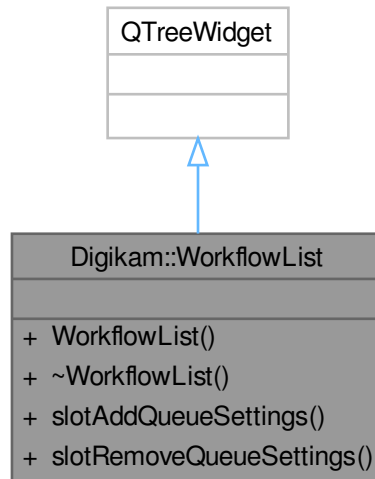 QTreeWidget
Digikam::WorkflowList
+ WorkflowList()
+ ~WorkflowList()
+ slotAddQueueSettings()
+ slotRemoveQueueSettings()